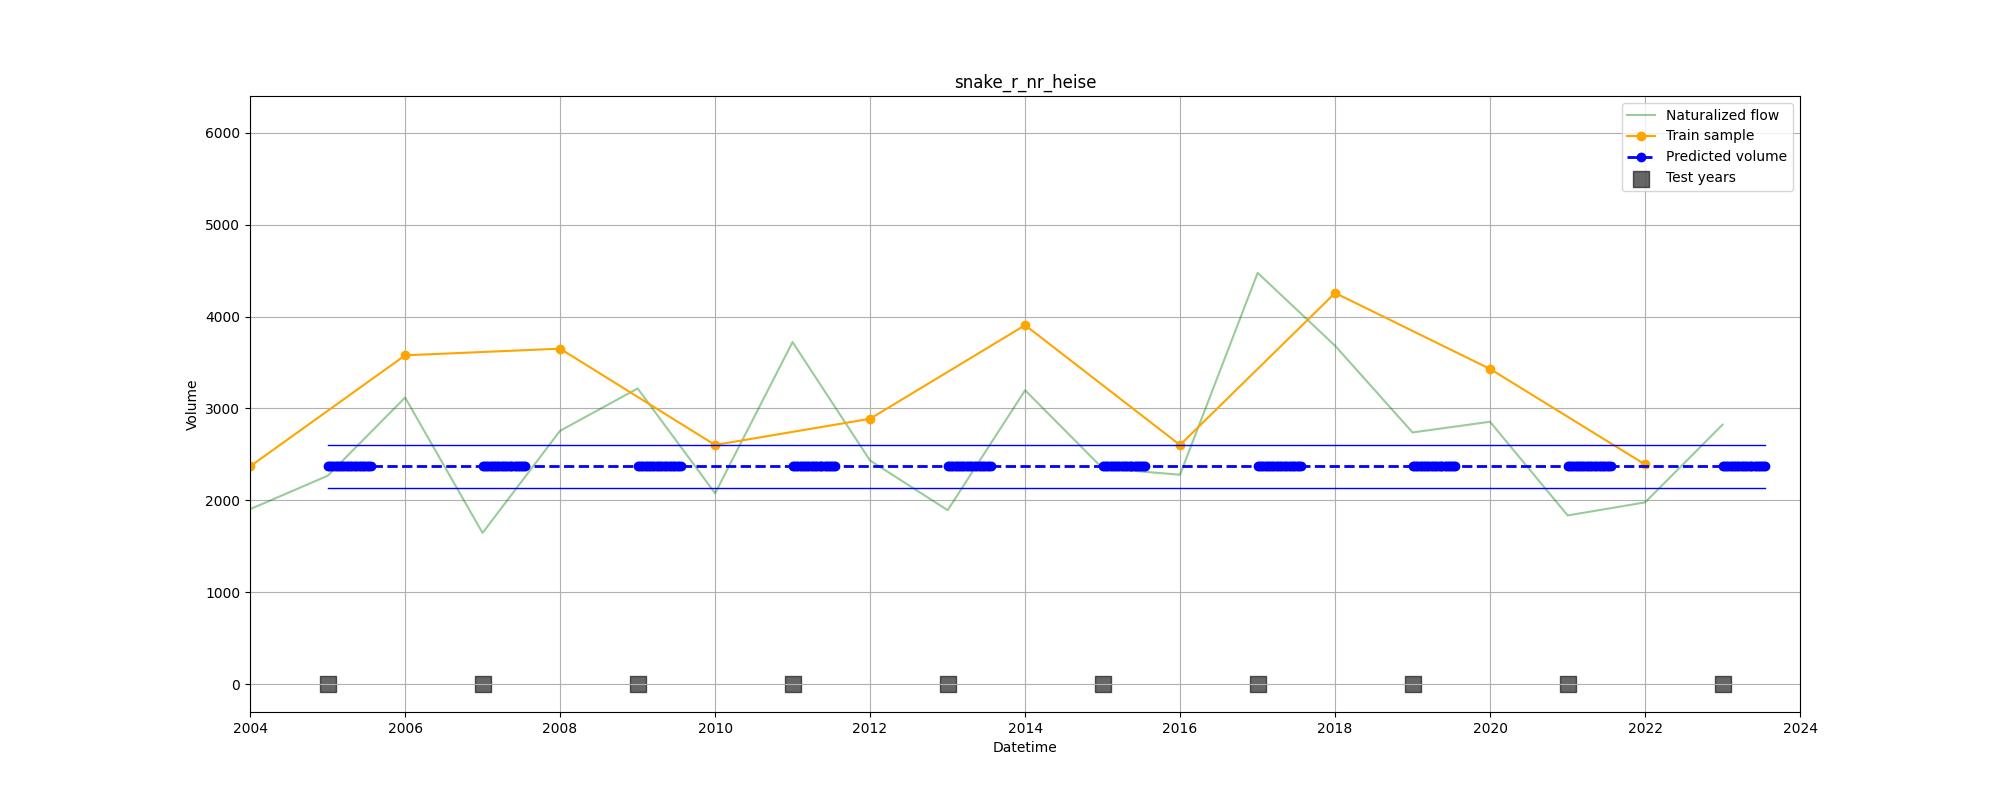 snake_r_nr_heise
Naturalized flow
Train sample
Predicted volume
Test years
6000
5000
4000
3000
2000
1000
0
Volume
2004 2006 2008 2010 2012 2014 2016 2018 2020 2022 2024
Datetime